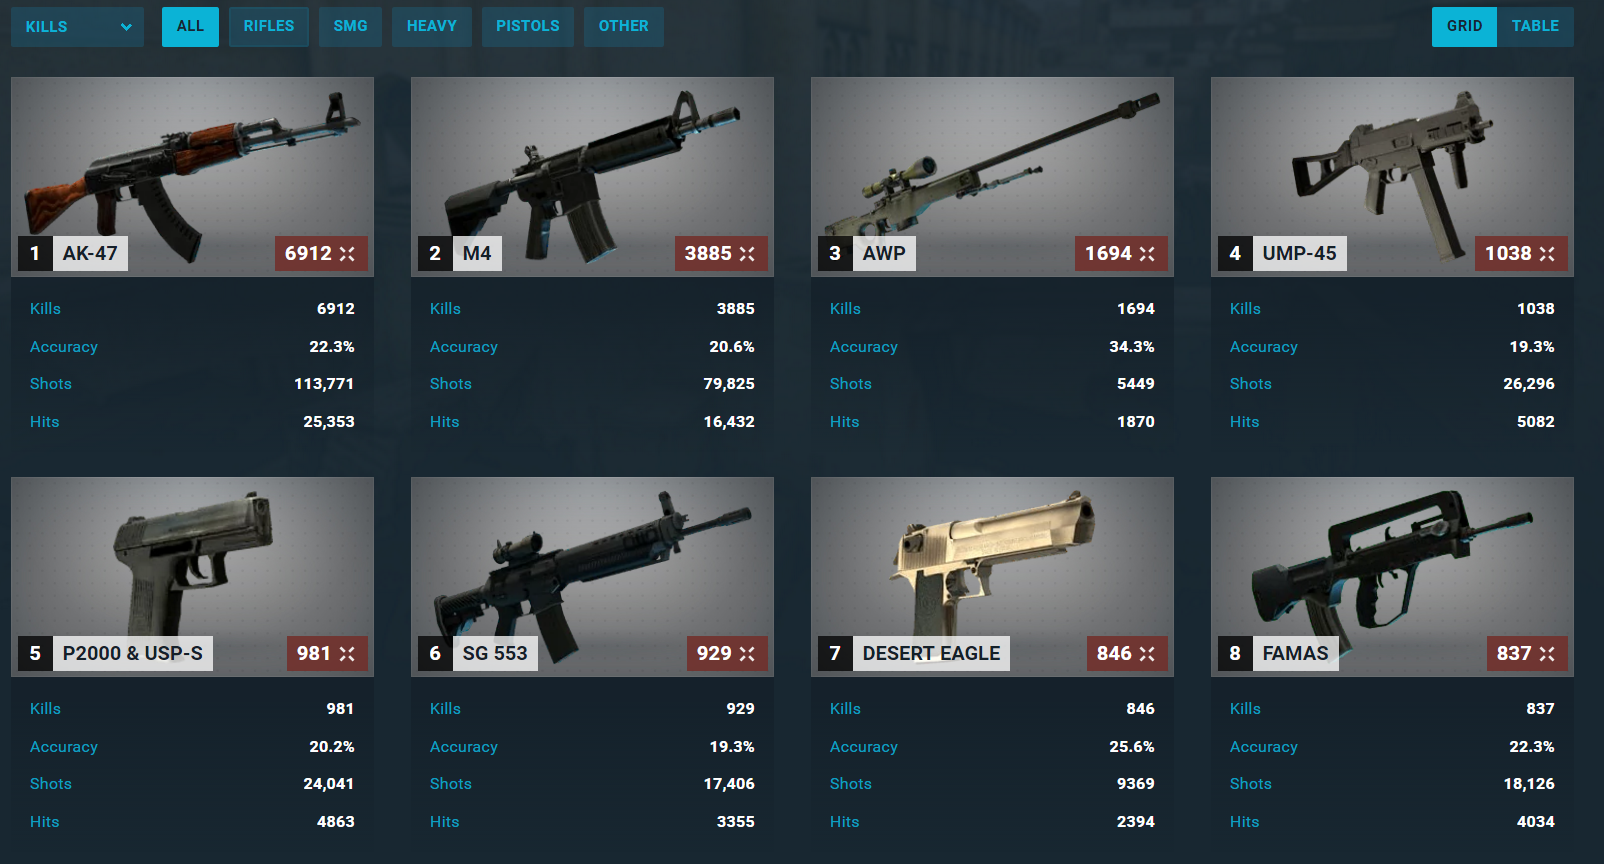 KILLS ALL RIFLES SMG HEAVY PISTOLS OTHER GRID TABLE
1 AK-47 6912
Kills 6912
Accuracy 22.3%
Shots 113,771
Hits 25,353
2 M4 3885
Kills 3885
Accuracy 20.6%
Shots 79,825
Hits 16,432
3 AWP 1694
Kills 1694
Accuracy 34.3%
Shots 5449
Hits 1870
4 UMP-45 1038
Kills 1038
Accuracy 19.3%
Shots 26,296
Hits 5082
5 P2000 & USP-S 981
Kills 981
Accuracy 20.2%
Shots 24,041
Hits 4863
6 SG 553 929
Kills 929
Accuracy 19.3%
Shots 17,406
Hits 3355
7 DESERT EAGLE 846
Kills 846
Accuracy 25.6%
Shots 9369
Hits 2394
8 FAMAS 837
Kills 837
Accuracy 22.3%
Shots 18,126
Hits 4034